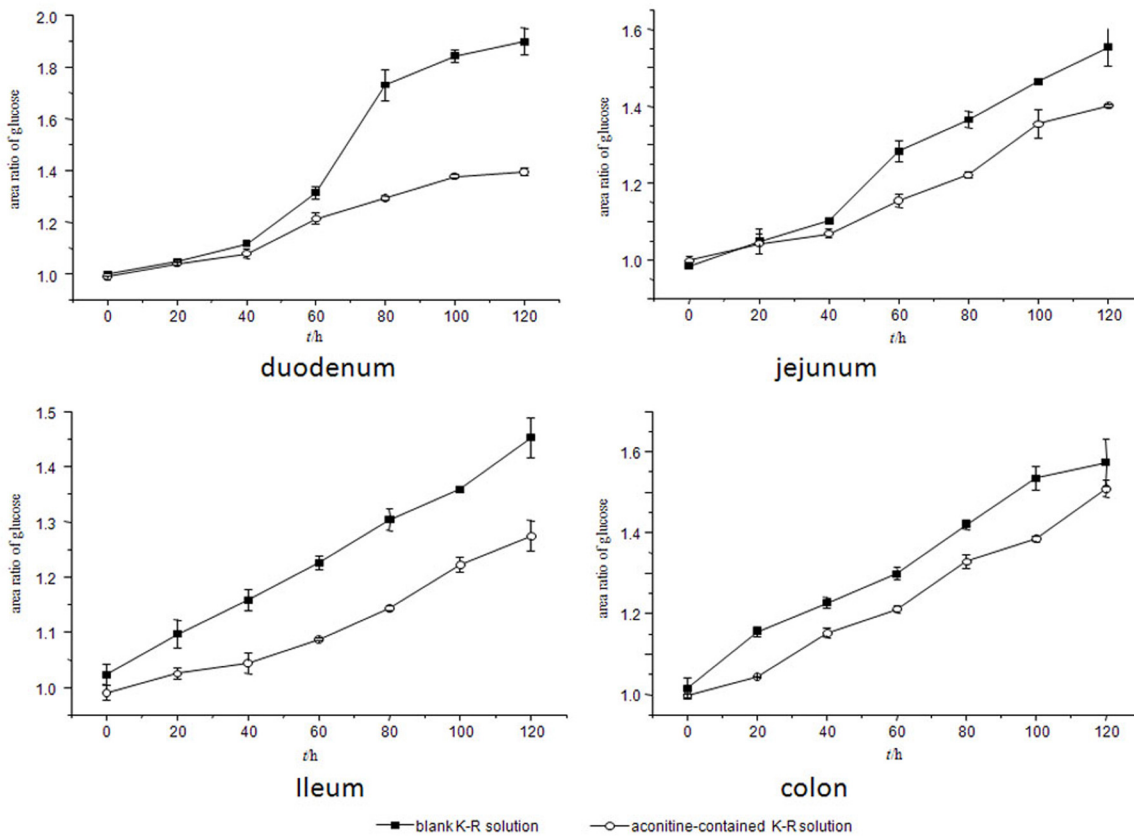 2.0
1.8
1.6
1.4
1.2
1.0
area ratio of glucose
0 20 40 60 80 100 120
t/h
duodenum
1.6
1.4
1.2
1.0
area ratio of glucose
0 20 40 60 80 100 120
t/h
jejunum
1.5
1.4
1.3
1.2
1.1
1.0
area ratio of glucose
0 20 40 60 80 100 120
t/h
Ileum
1.6
1.4
1.2
1.0
area ratio of glucose
0 20 40 60 80 100 120
t/h
colon
blank K-R solution
aconitine-contained K-R solution